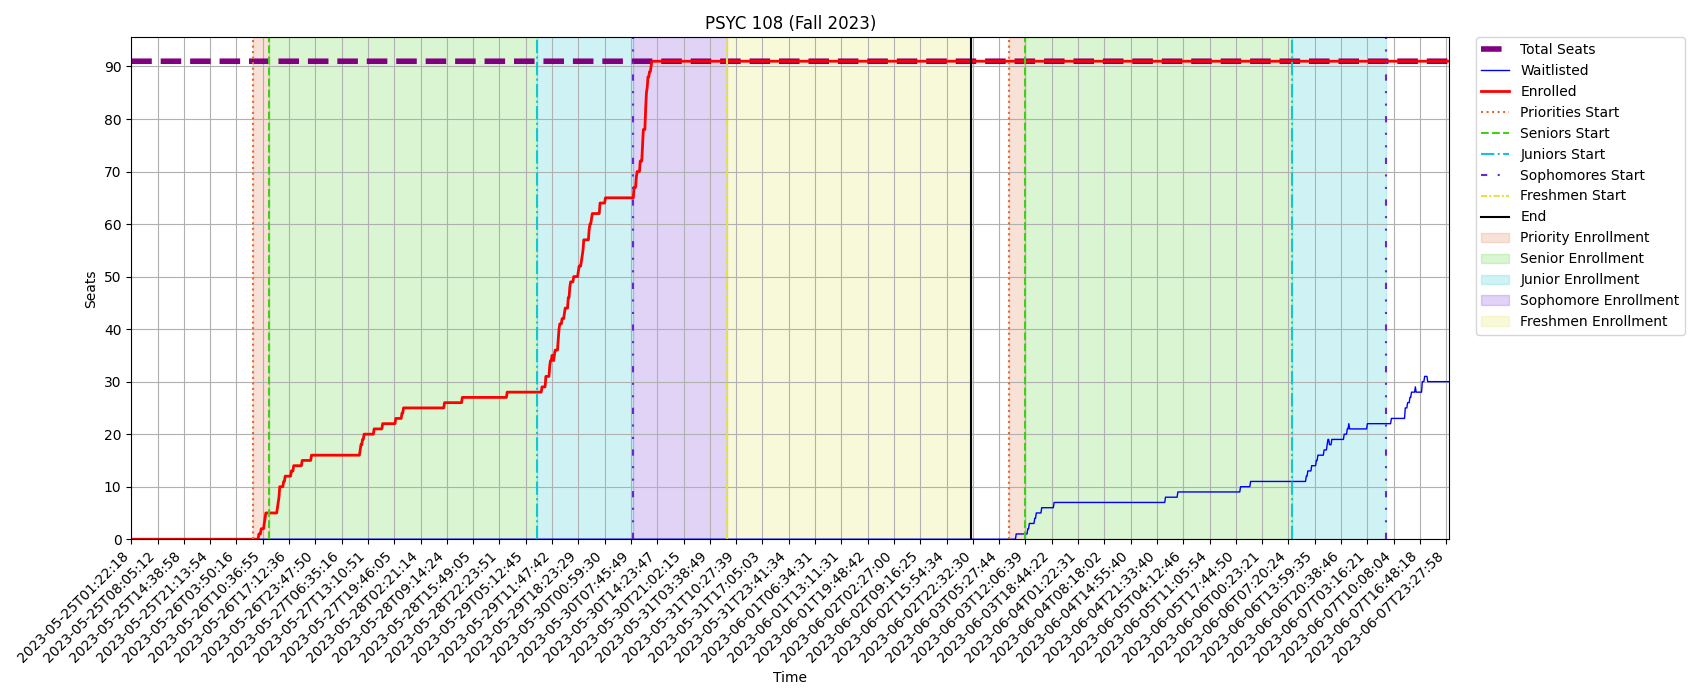 PSYC 108 (Fall 2023)
Total Seats
Waitlisted
Enrolled
Priorities Start
Seniors Start
Juniors Start
Sophomores Start
Freshmen Start
End
Priority Enrollment
Senior Enrollment
Junior Enrollment
Sophomore Enrollment
Freshmen Enrollment
Seats
90
80
70
60
50
40
30
20
10
0
2023-05-25T01:22:18
2023-05-25T08:05:12
2023-05-25T14:38:58
2023-05-25T21:13:54
2023-05-26T03:50:16
2023-05-26T10:36:55
2023-05-26T17:12:36
2023-05-26T23:47:50
2023-05-27T06:35:16
2023-05-27T13:10:51
2023-05-27T19:46:05
2023-05-28T02:21:14
2023-05-28T09:14:24
2023-05-28T15:49:05
2023-05-28T22:23:51
2023-05-29T05:12:45
2023-05-29T11:47:42
2023-05-29T18:23:29
2023-05-30T00:59:30
2023-05-30T07:45:49
2023-05-30T14:23:47
2023-05-30T21:02:15
2023-05-31T03:38:49
2023-05-31T10:27:39
2023-05-31T17:05:03
2023-05-31T23:41:34
2023-06-01T06:34:31
2023-06-01T13:11:31
2023-06-01T19:48:42
2023-06-02T02:27:00
2023-06-02T09:16:25
2023-06-02T15:54:34
2023-06-02T22:32:30
2023-06-03T05:27:44
2023-06-03T12:06:39
2023-06-03T18:44:22
2023-06-04T01:22:31
2023-06-04T08:18:02
2023-06-04T14:55:40
2023-06-04T21:33:40
2023-06-05T04:12:46
2023-06-05T11:05:54
2023-06-05T17:44:50
2023-06-06T00:23:21
2023-06-06T07:20:24
2023-06-06T13:59:35
2023-06-06T20:38:46
2023-06-07T03:16:21
2023-06-07T10:08:04
2023-06-07T16:48:18
2023-06-07T23:27:58
Time